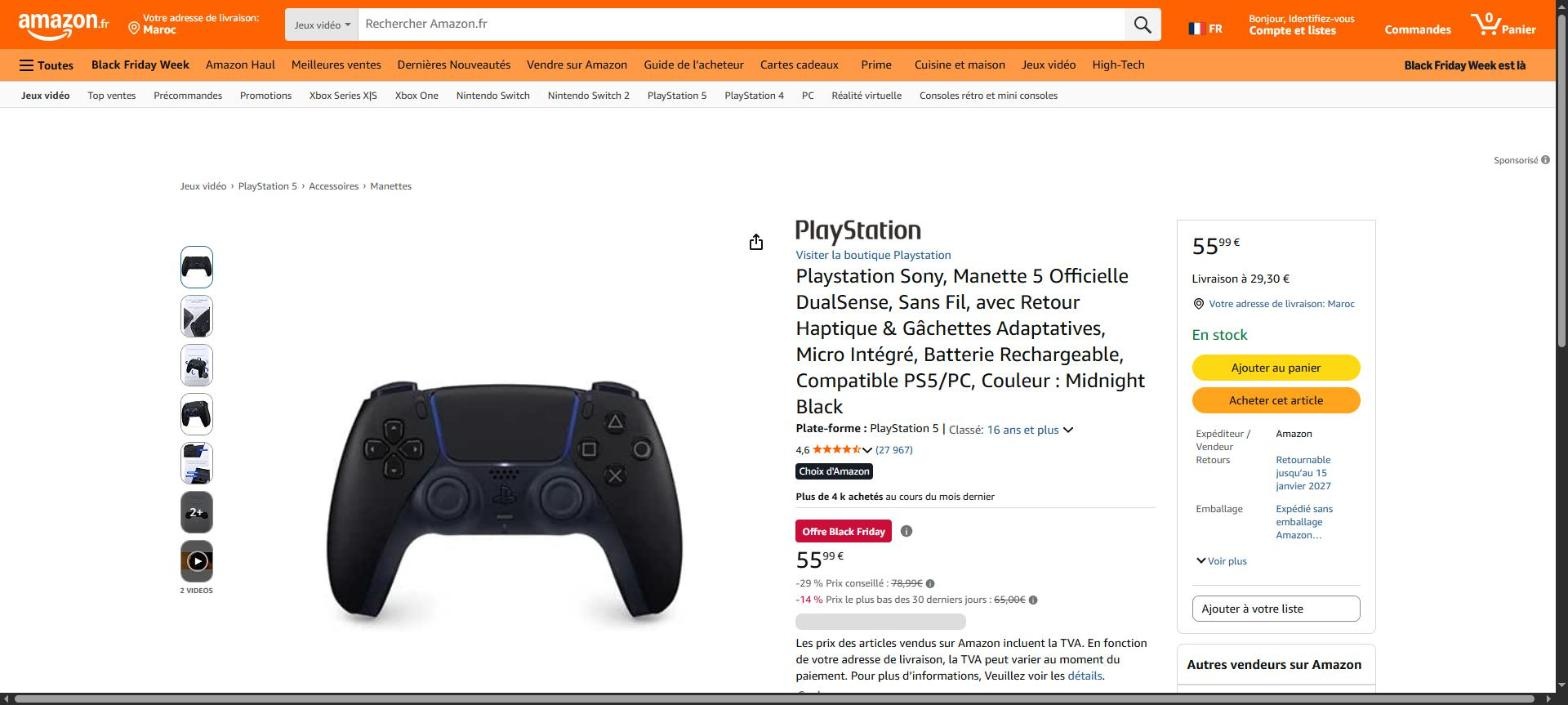 amazon.fr
Votre adresse de livraison:
Maroc
Jeux vidéo
Rechercher Amazon.fr
FR
Bonjour, Identifiez-vous
Compte et listes
Commandes
0
Panier
Toutes
Black Friday Week
Amazon Haul
Meilleures ventes
Dernières Nouveautés
Vendre sur Amazon
Guide de l'acheteur
Cartes cadeaux
Prime
Cuisine et maison
Jeux vidéo
High-Tech
Black Friday Week est là
Jeux vidéo
Top ventes
Précommandes
Promotions
Xbox Series X|S
Xbox One
Nintendo Switch
Nintendo Switch 2
PlayStation 5
PlayStation 4
PC
Réalité virtuelle
Consoles rétro et mini consoles
Sponsorisé
Jeux vidéo › PlayStation 5 › Accessoires › Manettes
2+
2 VIDEOS
PlayStation
Visiter la boutique Playstation
Playstation Sony, Manette 5 Officielle
DualSense, Sans Fil, avec Retour
Haptique & Gâchettes Adaptatives,
Micro Intégré, Batterie Rechargeable,
Compatible PS5/PC, Couleur : Midnight
Black
Plate-forme : PlayStation 5 | Classé: 16 ans et plus
4,6 (27 967)
Choix d'Amazon
Plus de 4 k achetés au cours du mois dernier
Offre Black Friday
55,99 €
-29 % Prix conseillé : 78,99€
-14 % Prix le plus bas des 30 derniers jours : 65,00€
Les prix des articles vendus sur Amazon incluent la TVA. En fonction
de votre adresse de livraison, la TVA peut varier au moment du
paiement. Pour plus d'informations, Veuillez voir les détails.
55,99 €
Livraison à 29,30 €
Votre adresse de livraison: Maroc
En stock
Ajouter au panier
Acheter cet article
Expéditeur /
Vendeur
Amazon
Retours
Retournable
jusqu'au 15
janvier 2027
Emballage
Expédié sans
emballage
Amazon…
Voir plus
Ajouter à votre liste
Autres vendeurs sur Amazon